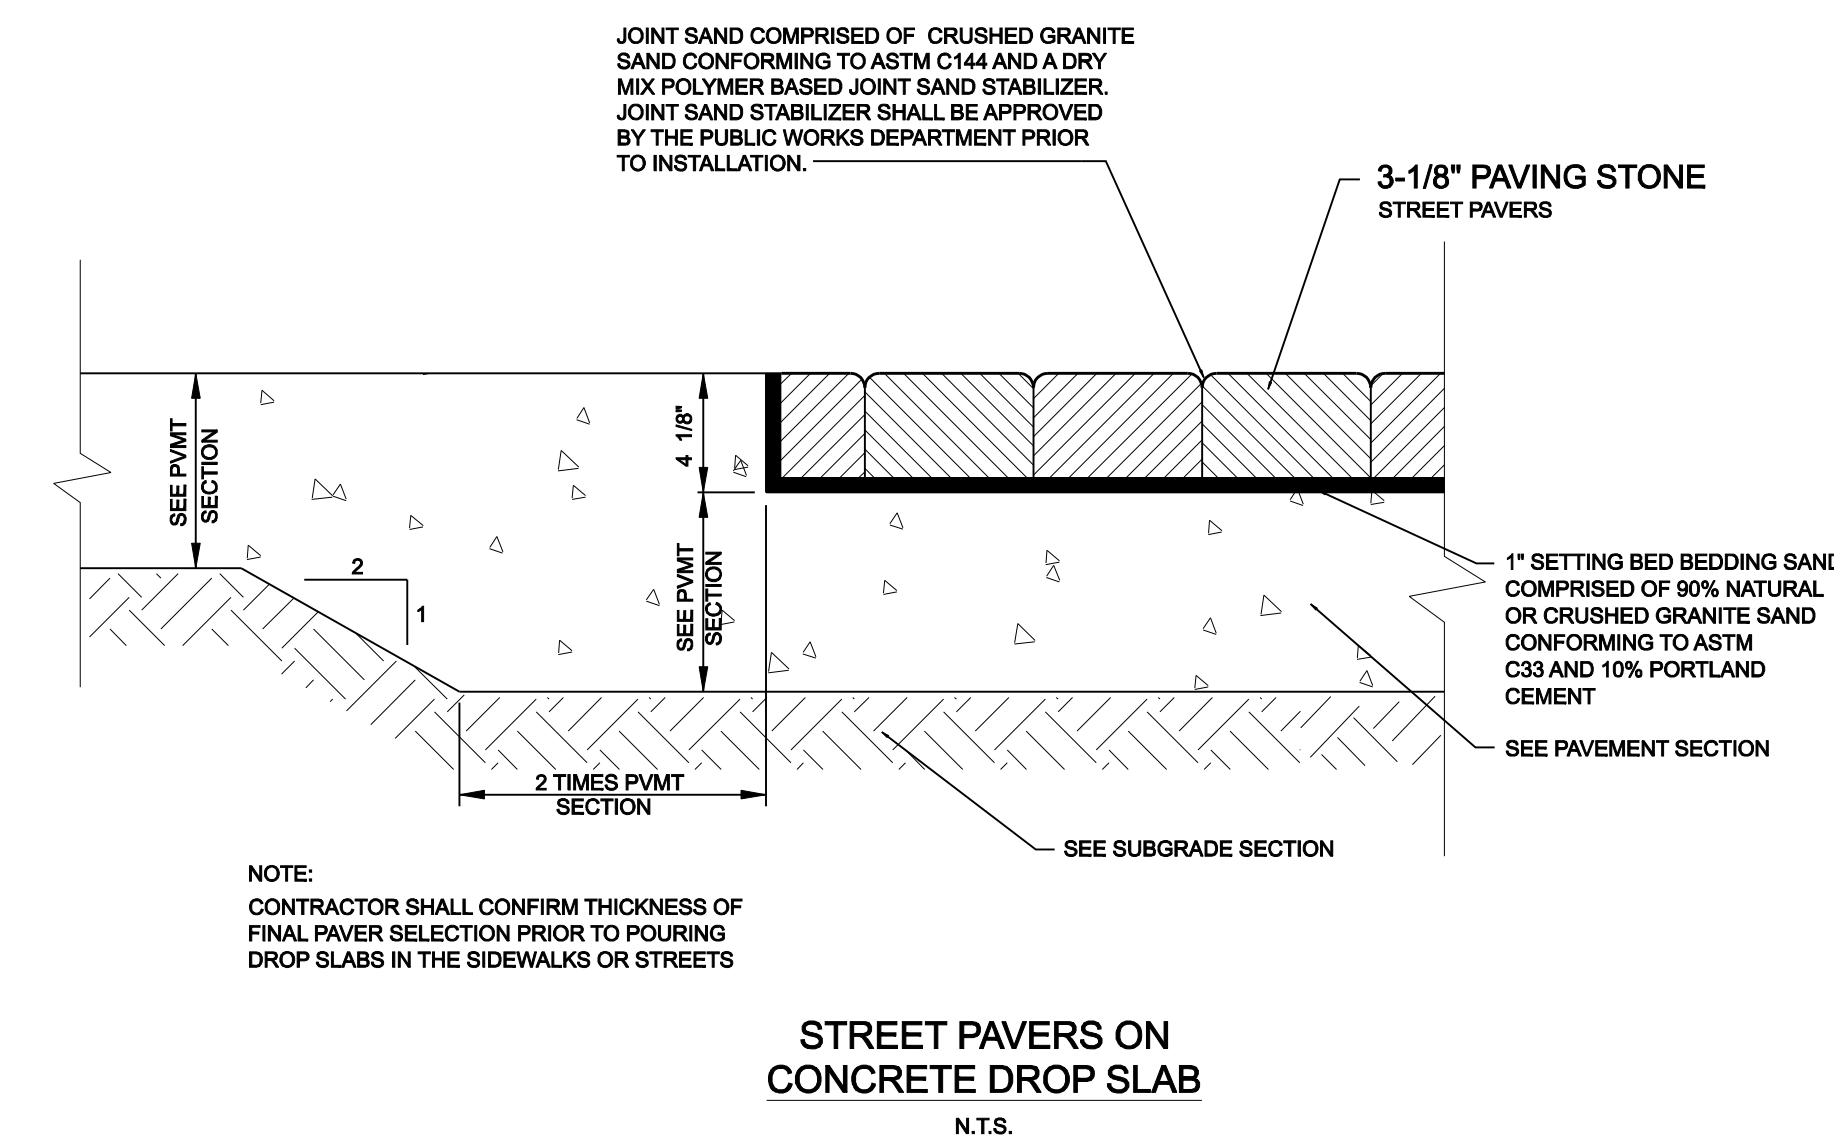 JOINT SAND COMPRISED OF CRUSHED GRANITE
SAND CONFORMING TO ASTM C144 AND A DRY
MIX POLYMER BASED JOINT SAND STABILIZER.
JOINT SAND STABILIZER SHALL BE APPROVED
BY THE PUBLIC WORKS DEPARTMENT PRIOR
TO INSTALLATION.
3-1/8" PAVING STONE
STREET PAVERS
SEE PVMT
SECTION
4 1/8"
2
1
SEE PVMT
SECTION
1" SETTING BED BEDDING SAND
COMPRISED OF 90% NATURAL
OR CRUSHED GRANITE SAND
CONFORMING TO ASTM
C33 AND 10% PORTLAND
CEMENT
SEE PAVEMENT SECTION
2 TIMES PVMT
SECTION
SEE SUBGRADE SECTION
NOTE:
CONTRACTOR SHALL CONFIRM THICKNESS OF
FINAL PAVER SELECTION PRIOR TO POURING
DROP SLABS IN THE SIDEWALKS OR STREETS
STREET PAVERS ON
CONCRETE DROP SLAB
N.T.S.